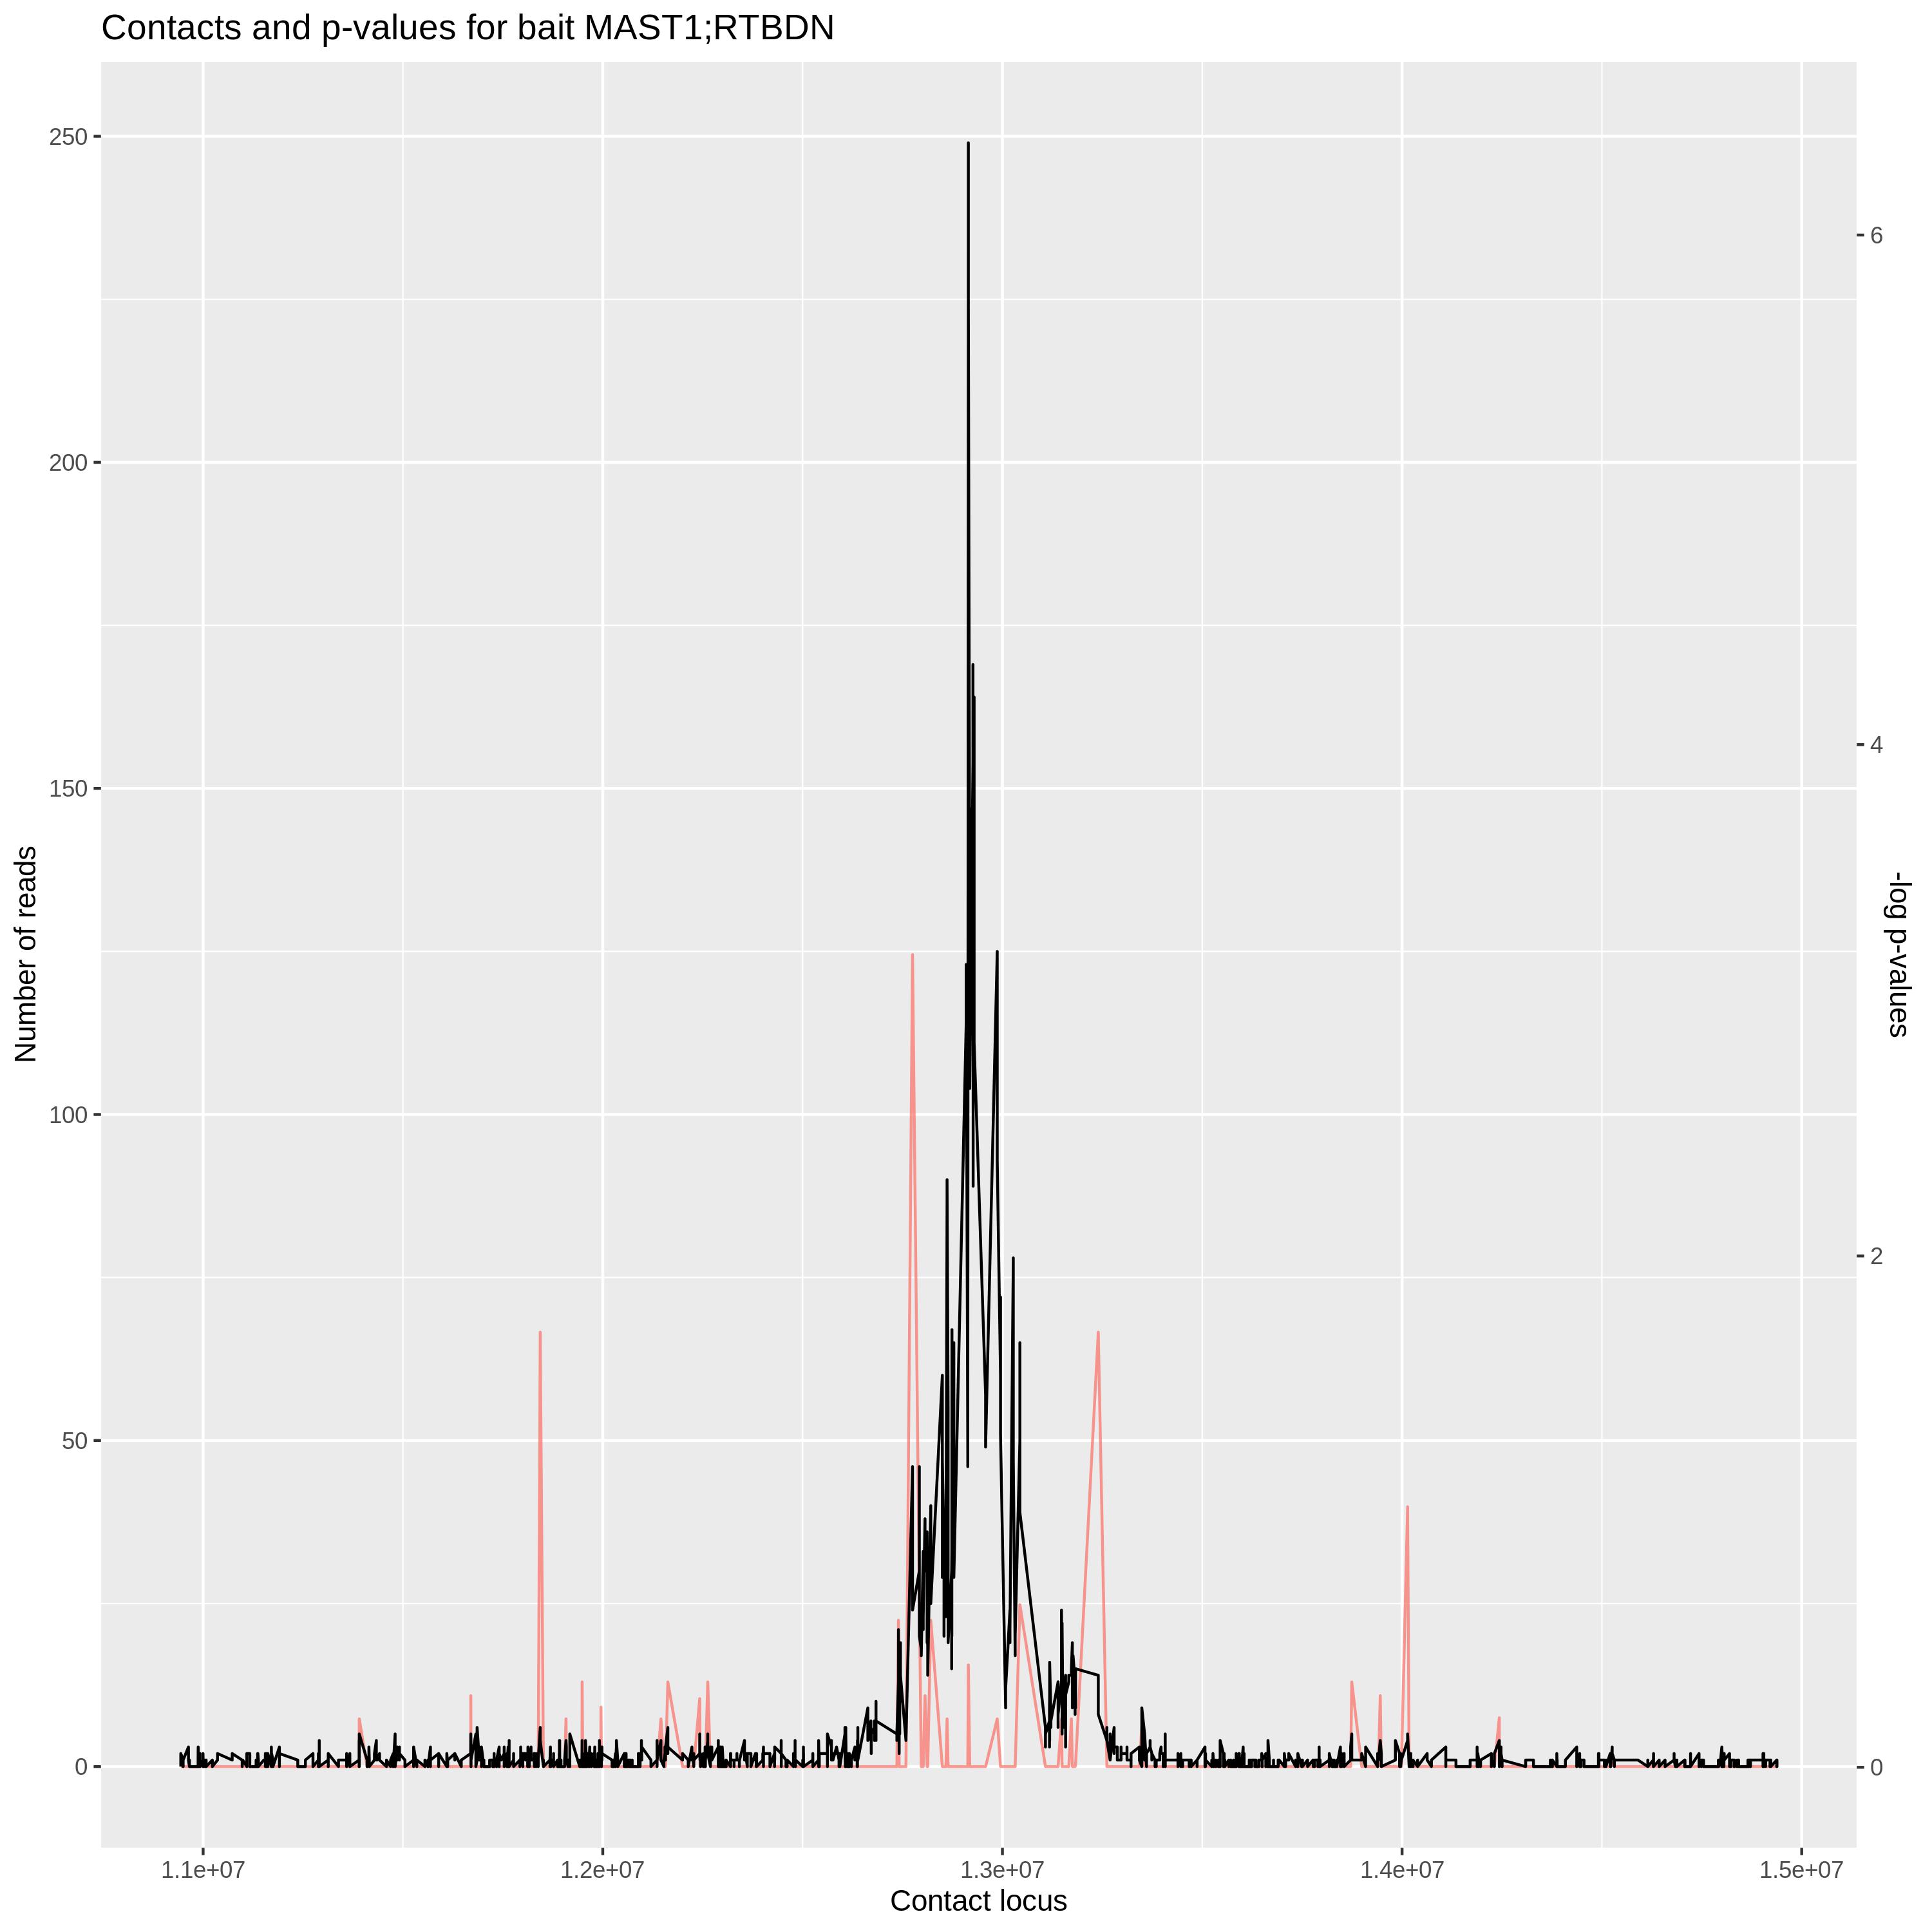 Contacts and p-values for bait MAST1;RTBDN
250
200
150
100
50
0
Number of reads
6
4
2
0
-log p-values
1.1e+07 1.2e+07 1.3e+07 1.4e+07 1.5e+07
Contact locus